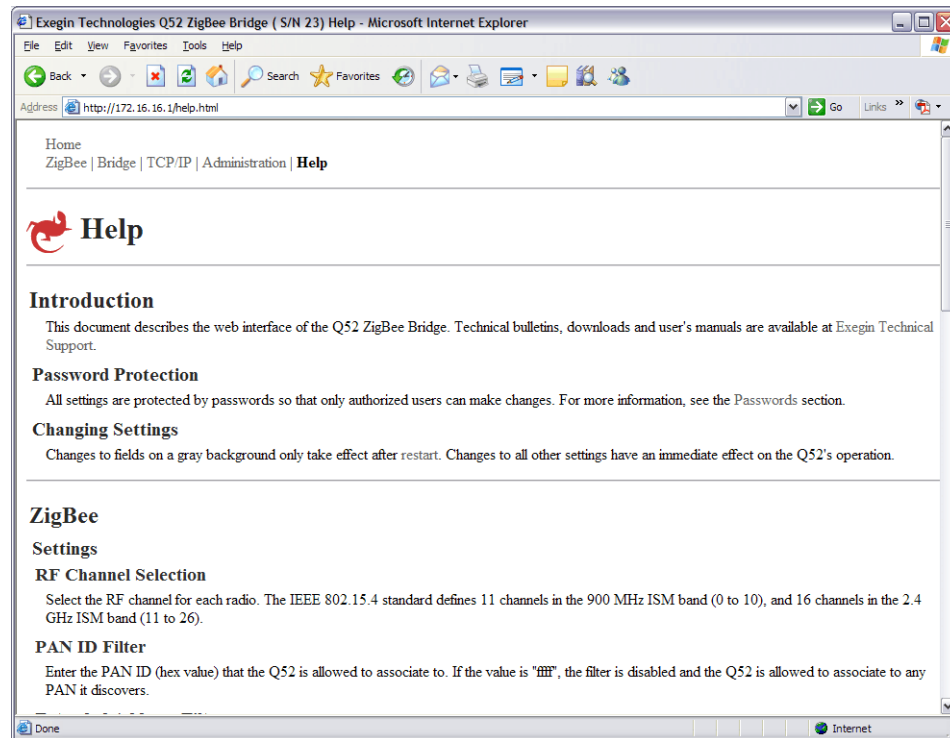 Exegin Technologies Q52 ZigBee Bridge ( S/N 23) Help - Microsoft Internet Explorer
File Edit View Favorites Tools Help
Back Search Favorites
Address http://172.16.16.1/help.html Go Links »
Home
ZigBee | Bridge | TCP/IP | Administration | Help
Help
Introduction
This document describes the web interface of the Q52 ZigBee Bridge. Technical bulletins, downloads and user's manuals are available at Exegin Technical
Support.
Password Protection
All settings are protected by passwords so that only authorized users can make changes. For more information, see the Passwords section.
Changing Settings
Changes to fields on a gray background only take effect after restart. Changes to all other settings have an immediate effect on the Q52's operation.
ZigBee
Settings
RF Channel Selection
Select the RF channel for each radio. The IEEE 802.15.4 standard defines 11 channels in the 900 MHz ISM band (0 to 10), and 16 channels in the 2.4
GHz ISM band (11 to 26).
PAN ID Filter
Enter the PAN ID (hex value) that the Q52 is allowed to associate to. If the value is "ffff", the filter is disabled and the Q52 is allowed to associate to any
PAN it discovers.
Done Internet